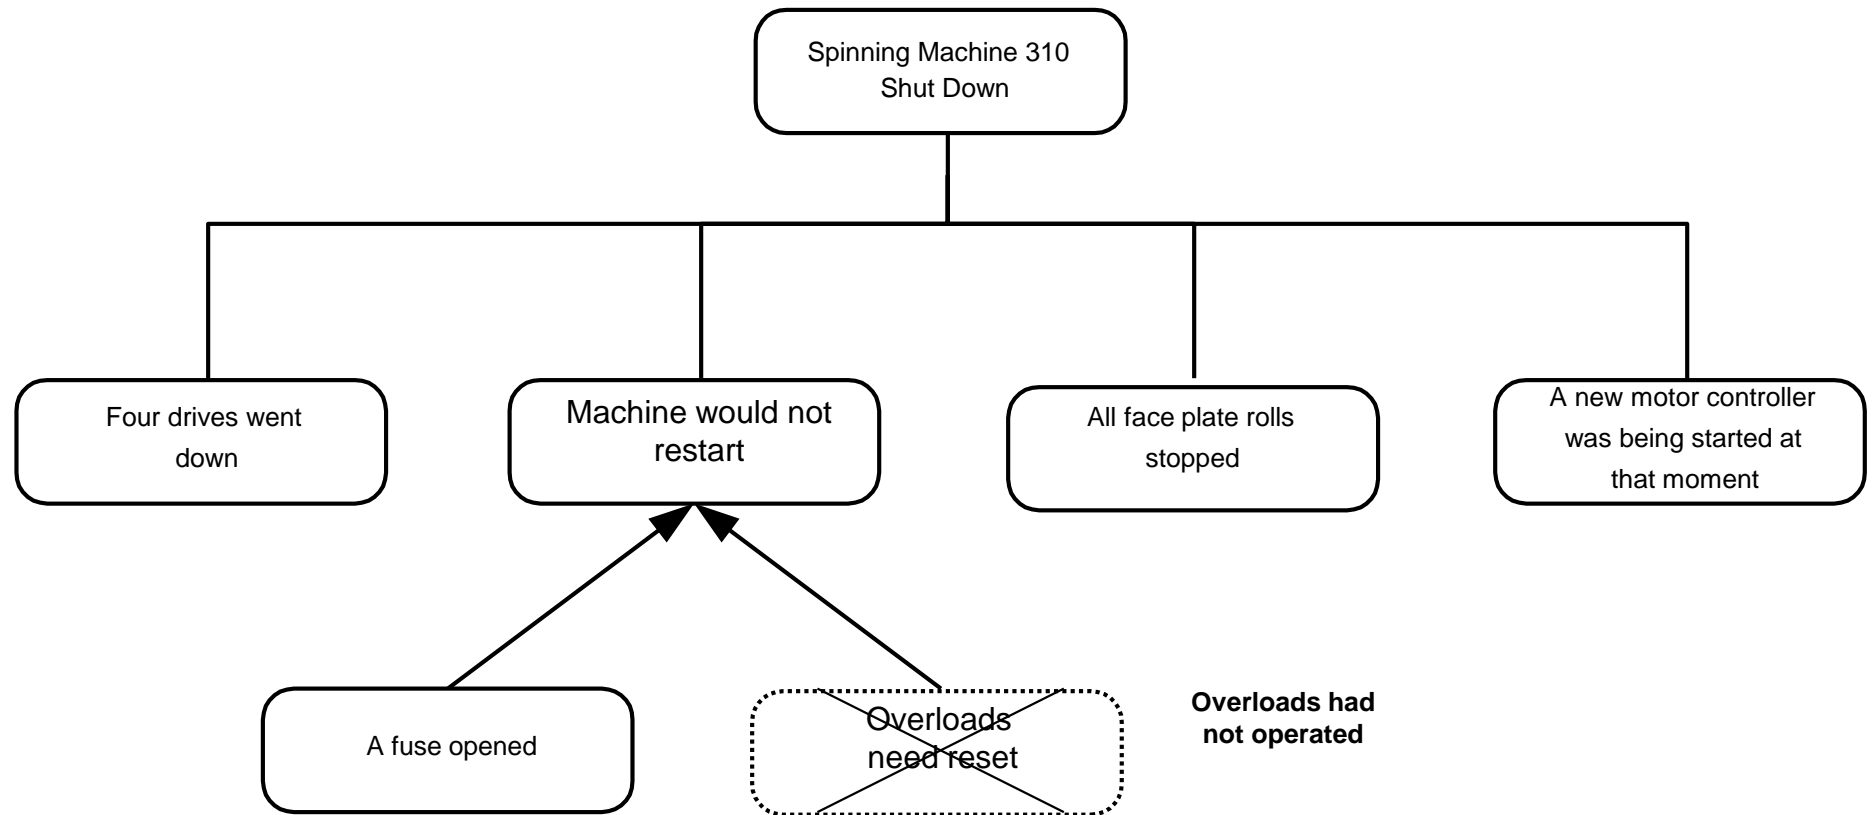 Spinning Machine 310
Shut Down
Four drives went
down
Machine would not
restart
All face plate rolls
stopped
A new motor controller
was being started at
that moment
A fuse opened
Overloads
need reset
Overloads had
not operated